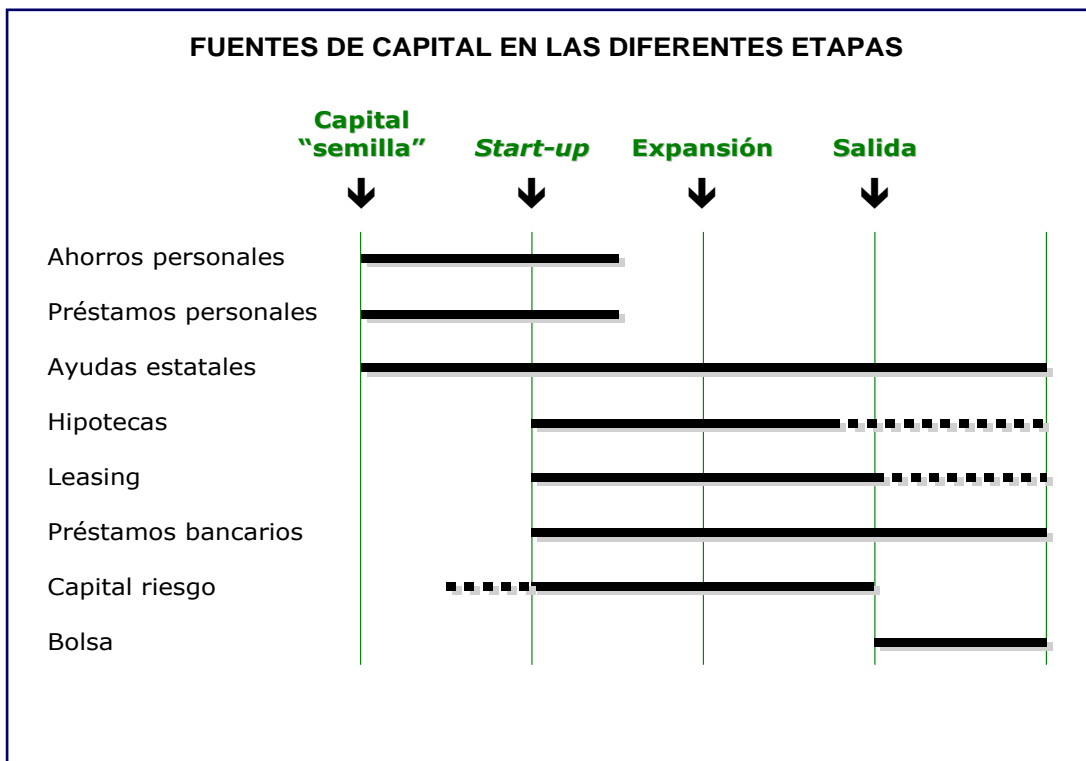 FUENTES DE CAPITAL EN LAS DIFERENTES ETAPAS
Capital
“semilla”
Start-up
Expansión
Salida
Ahorros personales
Préstamos personales
Ayudas estatales
Hipotecas
Leasing
Préstamos bancarios
Capital riesgo
Bolsa